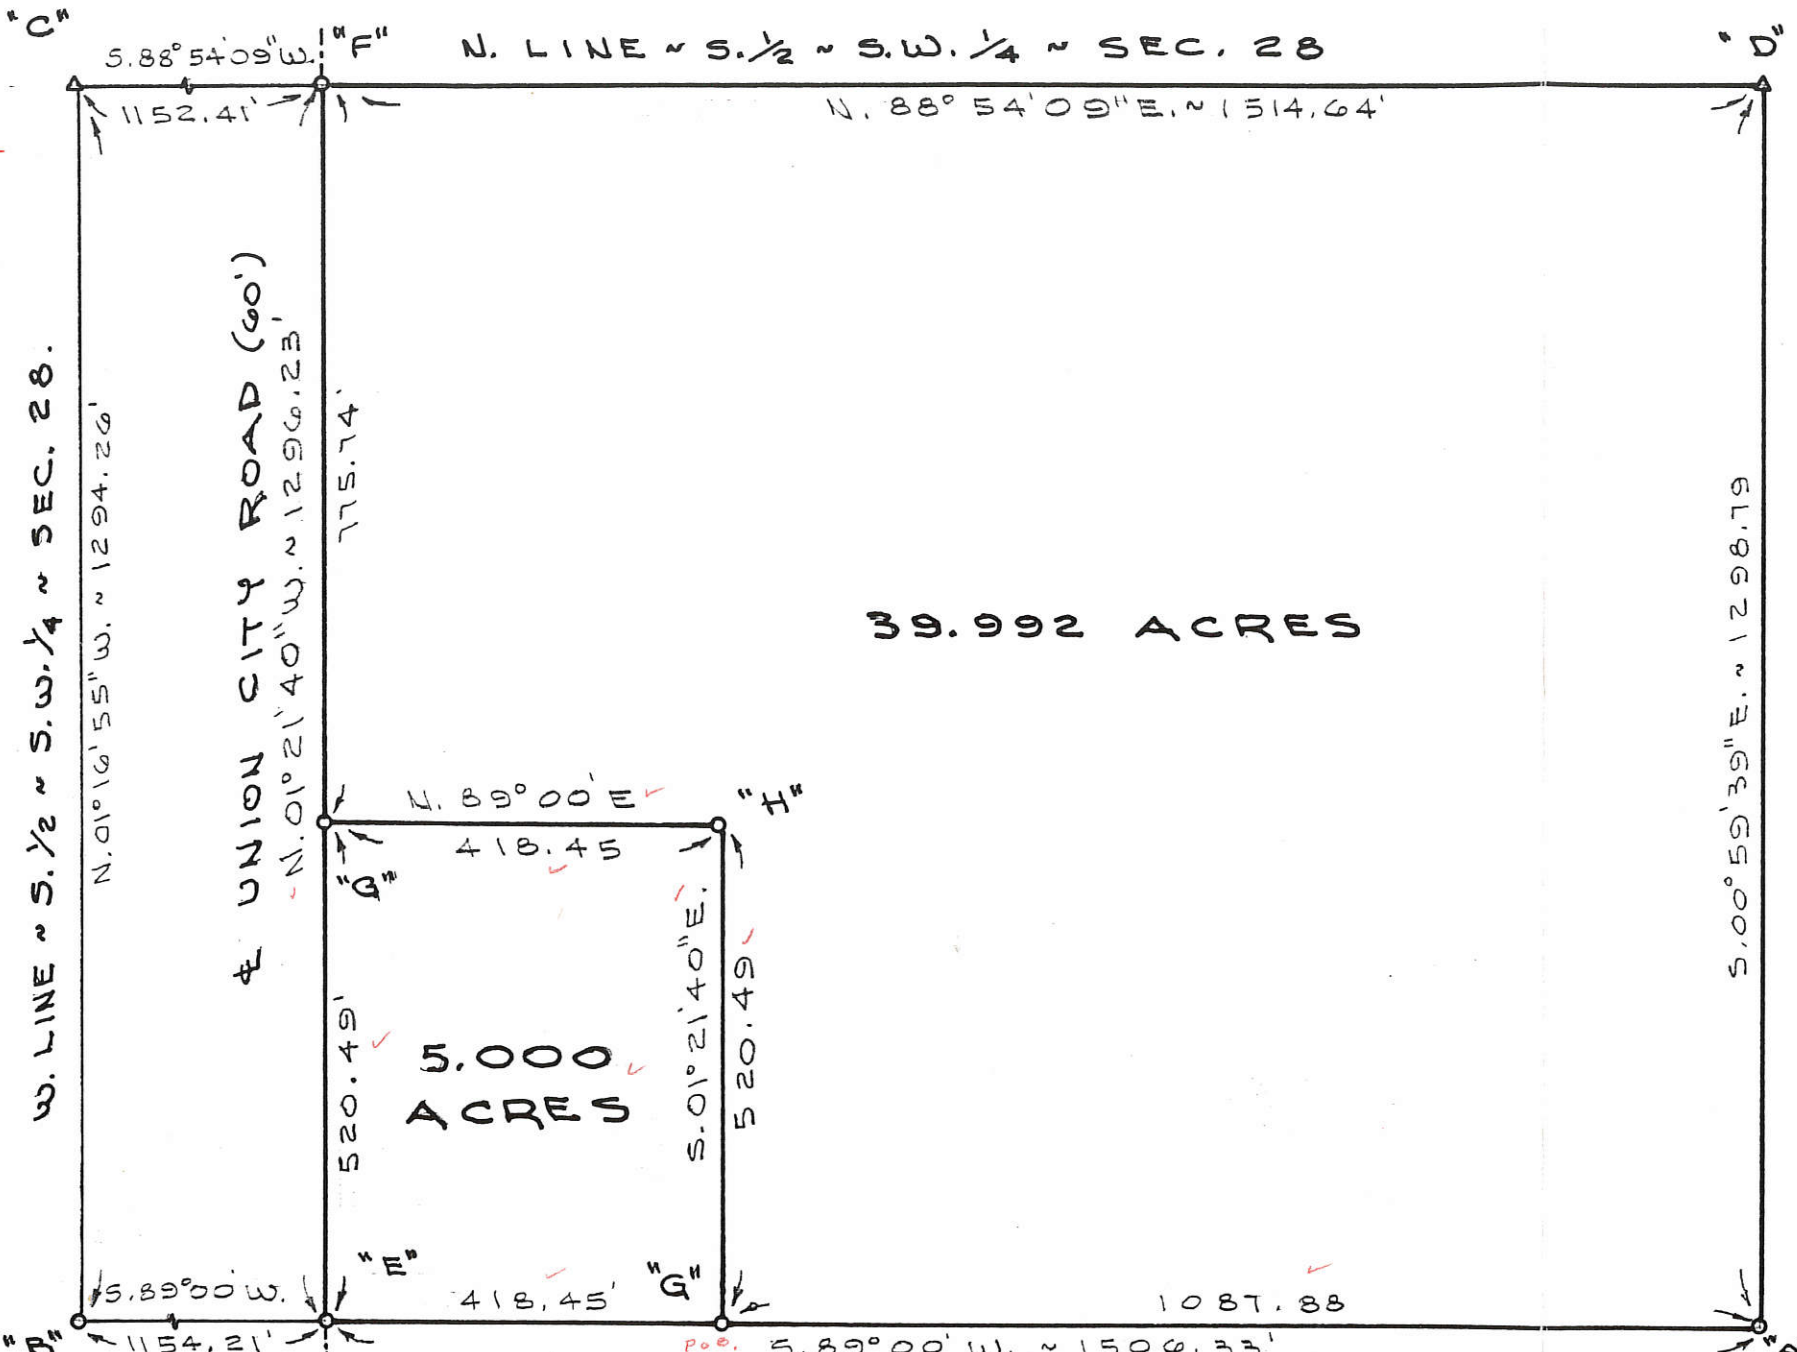 "C"
S.88°54'09"W.
"F"
N. LINE ~ S.½ ~ S.W. ¼ ~ SEC. 28
"D"
1152.41'
N. 88° 54' 09"E. ~ 1514.64'
W. LINE ~ S.½ ~ S.W.¼ ~ SEC. 28.
N.01°16'55"W. ~ 1294.26'
℄ UNION CITY ROAD (60')
N.01°21'40"W. ~ 1296.23'
775.74'
39.992 ACRES
S.00°59'39"E. ~ 1298.79
N. 89°00' E
"H"
418.45
"G"
S.01°21'40"E.
520.49
520.49'
5.000
ACRES
"E"
"G"
S.89°00' W.
418.45'
1087.88
"B"
1154.21'
P.O.B.
S.89°00' W. ~ 1506.33'